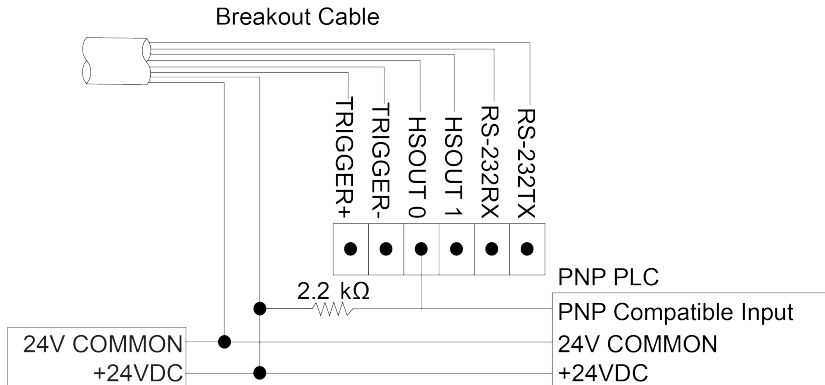 Breakout Cable
TRIGGER+
TRIGGER-
HSOUT 0
HSOUT 1
RS-232RX
RS-232TX
PNP PLC
2.2 kΩ
PNP Compatible Input
24V COMMON
24V COMMON
+24VDC
+24VDC